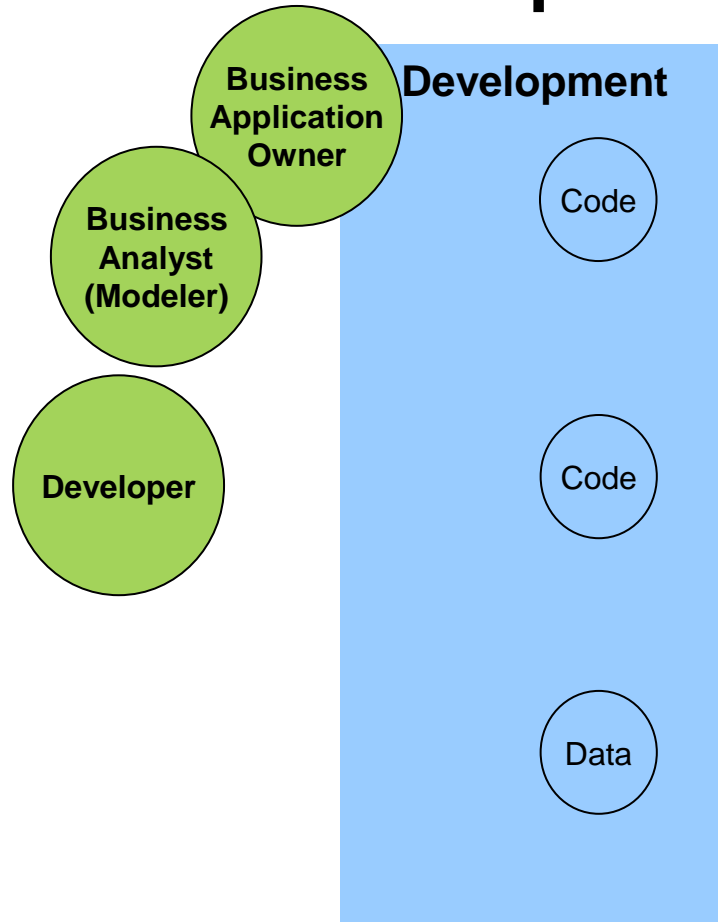 Business
Application
Owner
Development
Code
Business
Analyst
(Modeler)
Developer
Code
Data